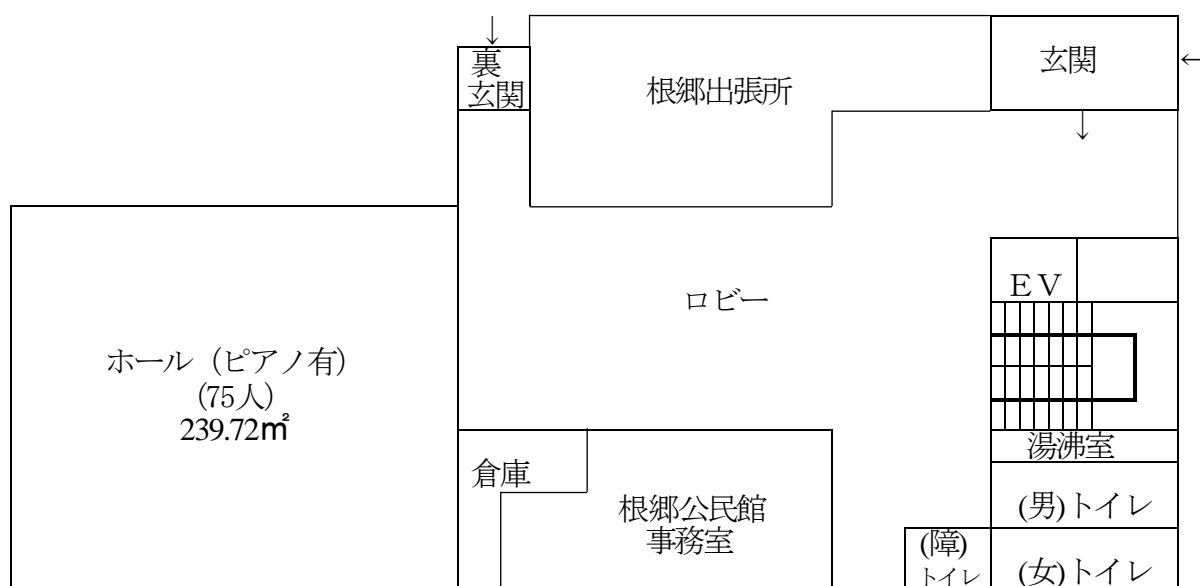 ↓
裏
玄関
根郷出張所
玄関
←
↓
ＥＶ
ロビー
ホール（ピアノ有）
(75人)
239.72㎡
湯沸室
倉庫
根郷公民館
事務室
(男)トイレ
(障)
トイレ
(女)トイレ